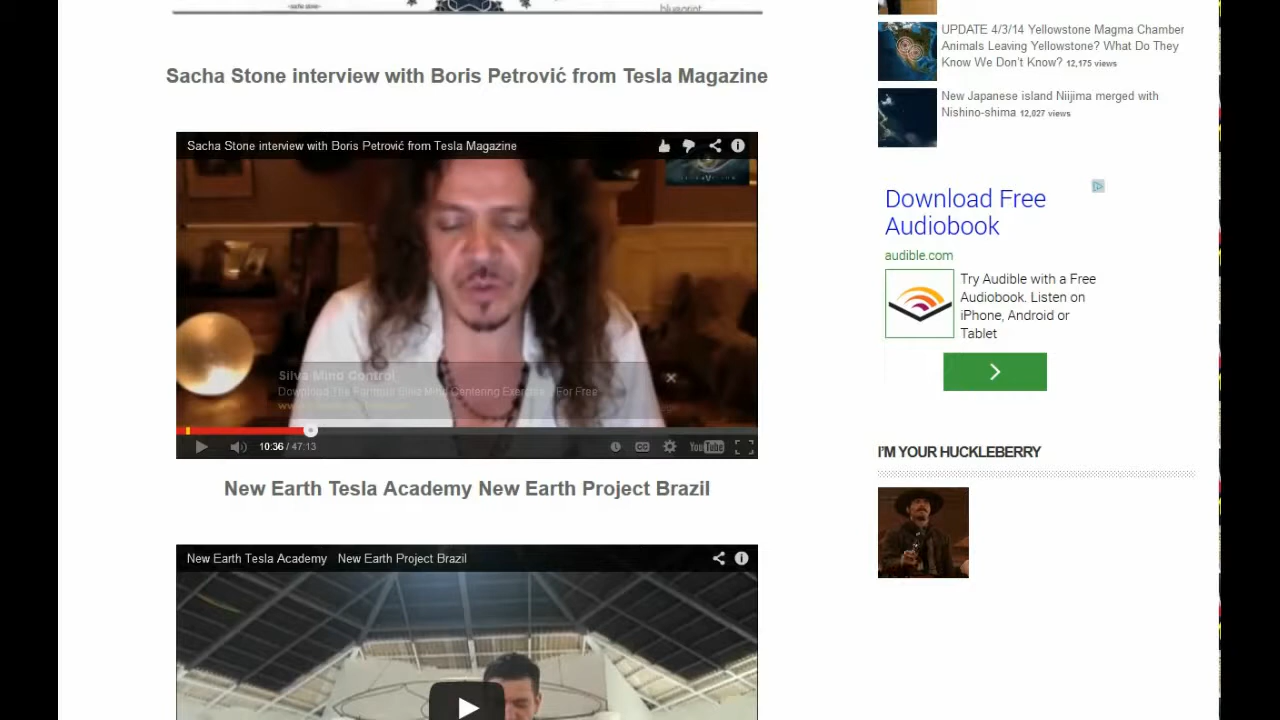 blueprint
Sacha Stone interview with Boris Petrović from Tesla Magazine
Sacha Stone interview with Boris Petrović from Tesla Magazine
Silva Mind Control
10:36 / 47:13
CC
YouTube
New Earth Tesla Academy New Earth Project Brazil
New Earth Tesla Academy New Earth Project Brazil
UPDATE 4/3/14 Yellowstone Magma Chamber
Animals Leaving Yellowstone? What Do They
Know We Don't Know? 12,175 views
New Japanese island Niijima merged with
Nishino-shima 12,027 views
Download Free
Audiobook
audible.com
Try Audible with a Free
Audiobook. Listen on
iPhone, Android or
Tablet
I'M YOUR HUCKLEBERRY